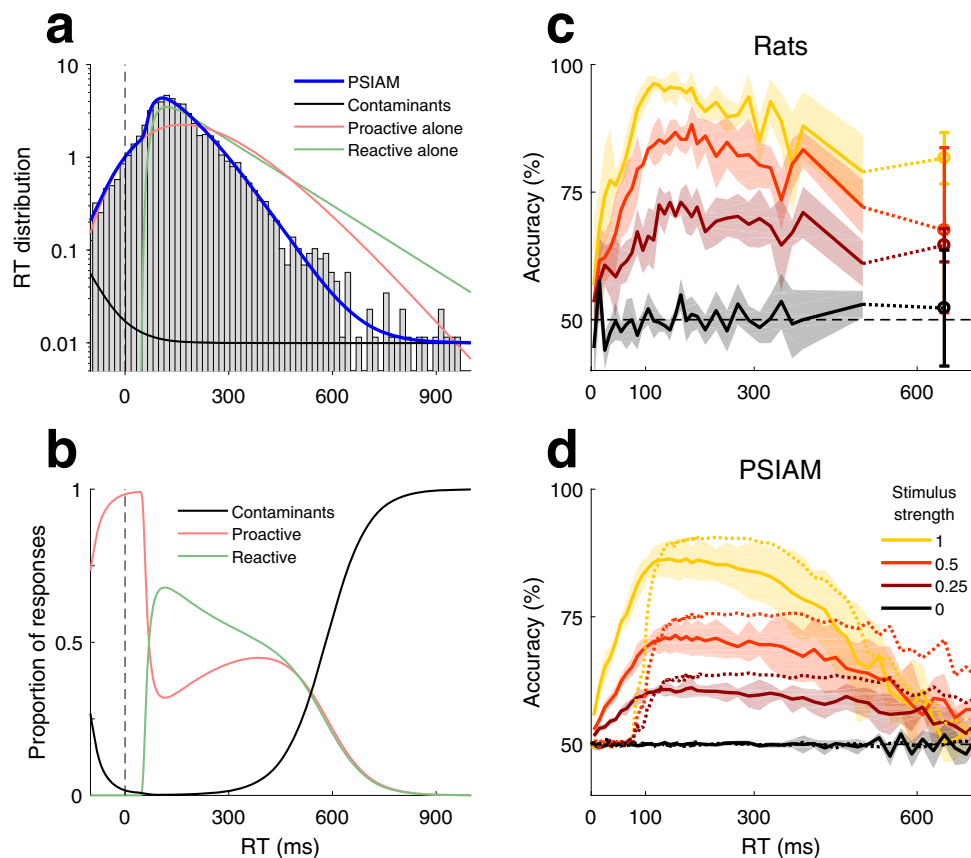 a
10
1
0.1
0.01
RT distribution
PSIAM
Contaminants
Proactive alone
Reactive alone
0
300
600
900
b
1
0.5
0
Proportion of responses
Contaminants
Proactive
Reactive
0
300
600
900
RT (ms)
c
Rats
100
75
50
Accuracy (%)
0
100
300
600
d
PSIAM
100
75
50
Accuracy (%)
Stimulus
strength
1
0.5
0.25
0
0
100
300
600
RT (ms)